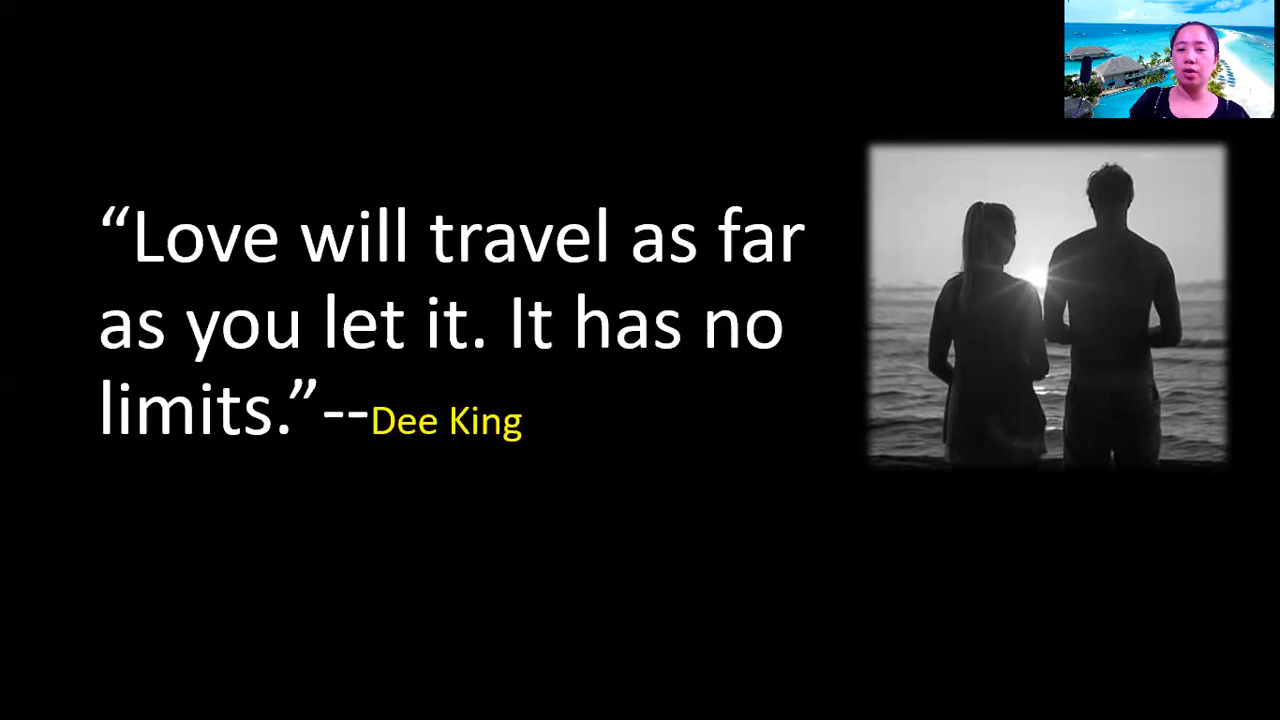 “Love will travel as far
as you let it. It has no
limits.”--Dee King